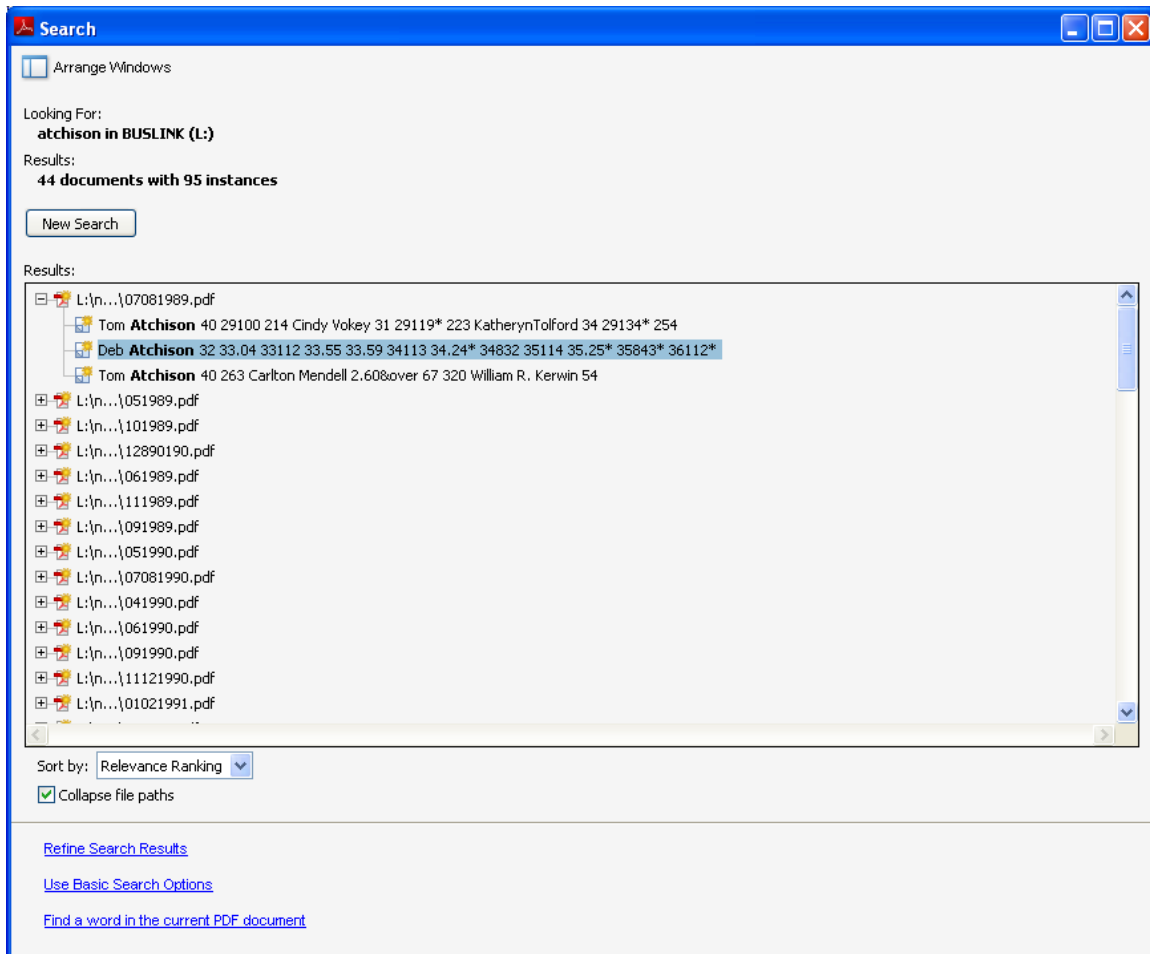 Search
Arrange Windows
Looking For:
atchison in BUSLINK (L:)
Results:
44 documents with 95 instances
New Search
Results:
L:\n...\07081989.pdf
Tom Atchison 40 29100 214 Cindy Vokey 31 29119* 223 KatherynTolford 34 29134* 254
Deb Atchison 32 33.04 33112 33.55 33.59 34113 34.24* 34832 35114 35.25* 35843* 36112*
Tom Atchison 40 263 Carlton Mendell 2.60&over 67 320 William R. Kerwin 54
L:\n...\051989.pdf
L:\n...\101989.pdf
L:\n...\12890190.pdf
L:\n...\061989.pdf
L:\n...\111989.pdf
L:\n...\091989.pdf
L:\n...\051990.pdf
L:\n...\07081990.pdf
L:\n...\041990.pdf
L:\n...\061990.pdf
L:\n...\091990.pdf
L:\n...\11121990.pdf
L:\n...\01021991.pdf
Sort by: Relevance Ranking
Collapse file paths
Refine Search Results
Use Basic Search Options
Find a word in the current PDF document